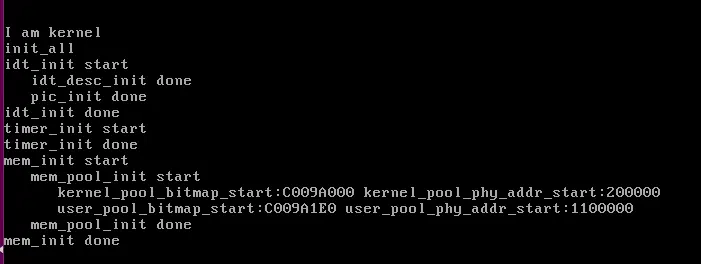 I am kernel
init_all
idt_init start
idt_desc_init done
pic_init done
idt_init done
timer_init start
timer_init done
mem_init start
mem_pool_init start
kernel_pool_bitmap_start:C009A000 kernel_pool_phy_addr_start:200000
user_pool_bitmap_start:C009A1E0 user_pool_phy_addr_start:1100000
mem_pool_init done
mem_init done